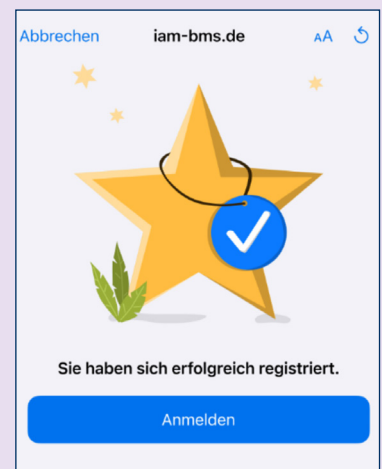 Abbrechen iam-bms.de AA
Sie haben sich erfolgreich registriert.
Anmelden